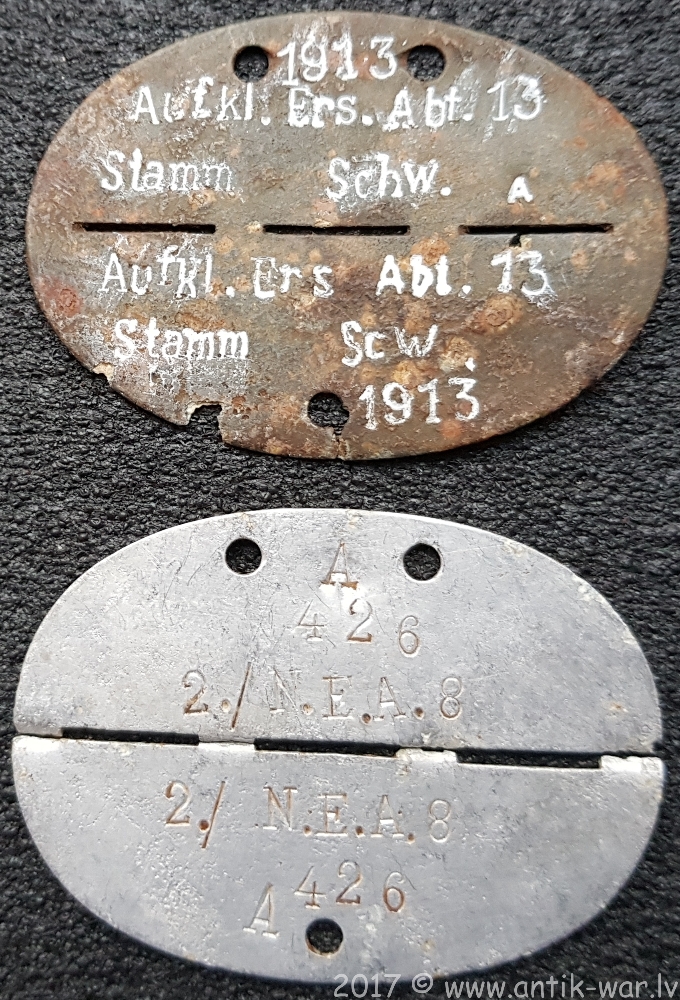 1913
Aufkl. Ers. Abt. 13
Stamm Schw. A
Aufkl. Ers Abt. 13
Stamm ScW.
1913
A
426
2./N.E.A.8
2./ N.E.A.8
A 426
2017 © www.antik-war.lv